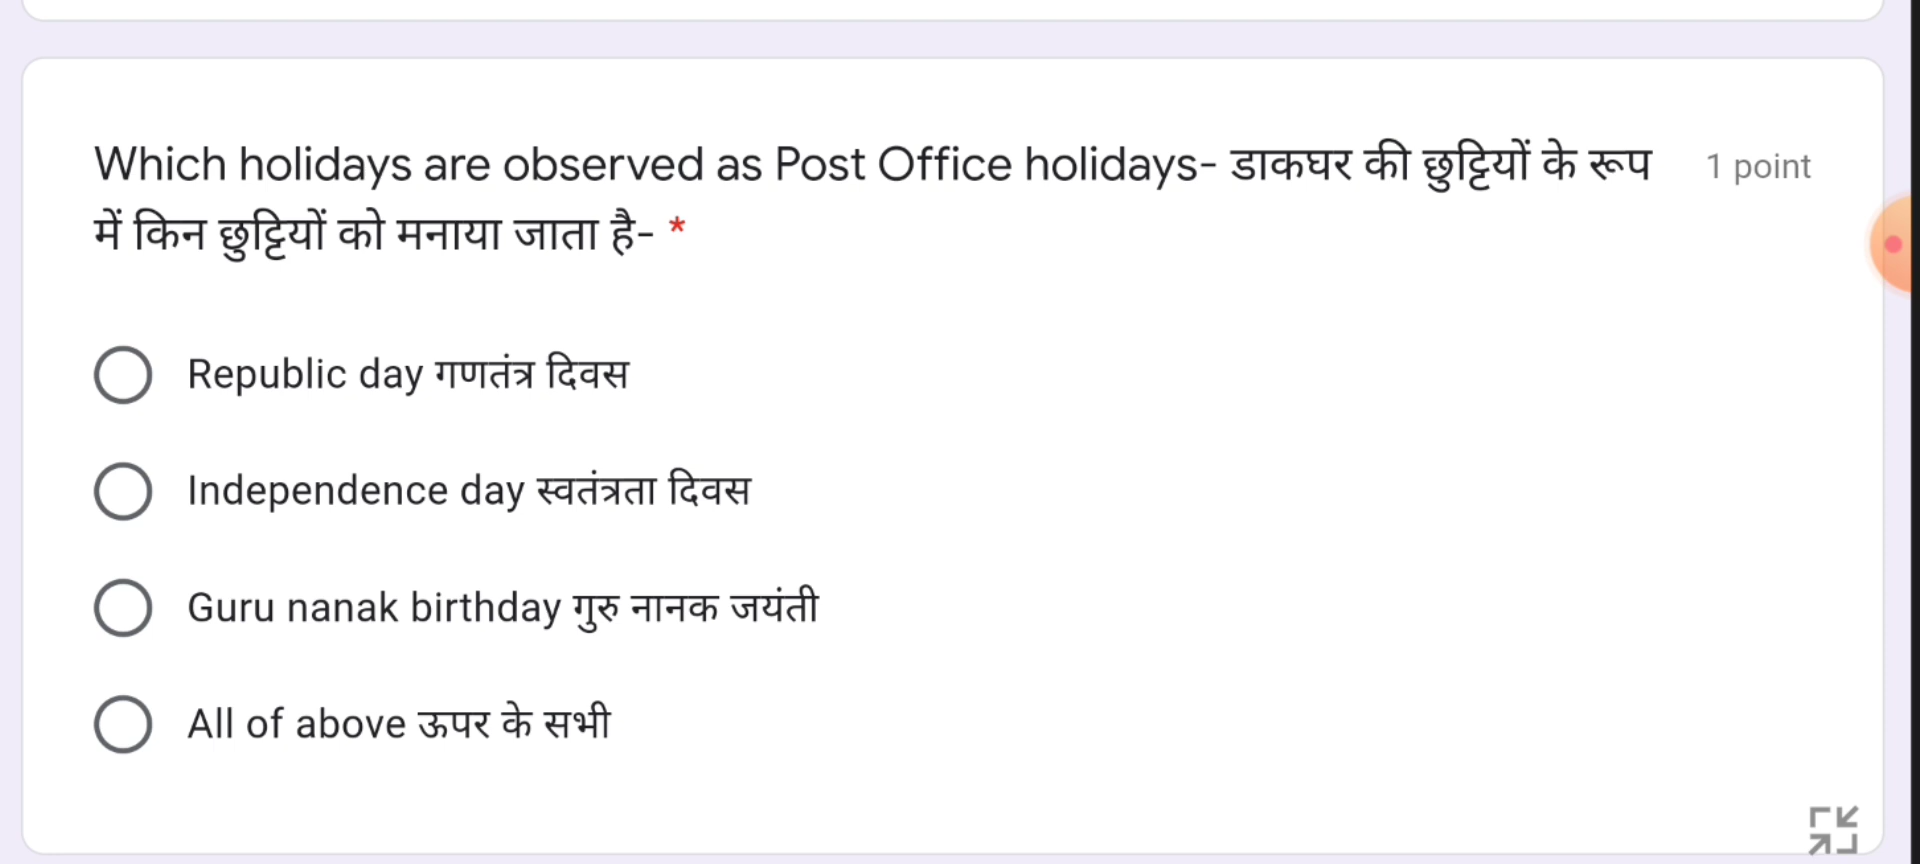 Which holidays are observed as Post Office holidays- डाकघर की छुट्टियों के रूप
में किन छुट्टियों को मनाया जाता है- *
1 point
Republic day गणतंत्र दिवस
Independence day स्वतंत्रता दिवस
Guru nanak birthday गुरु नानक जयंती
All of above ऊपर के सभी